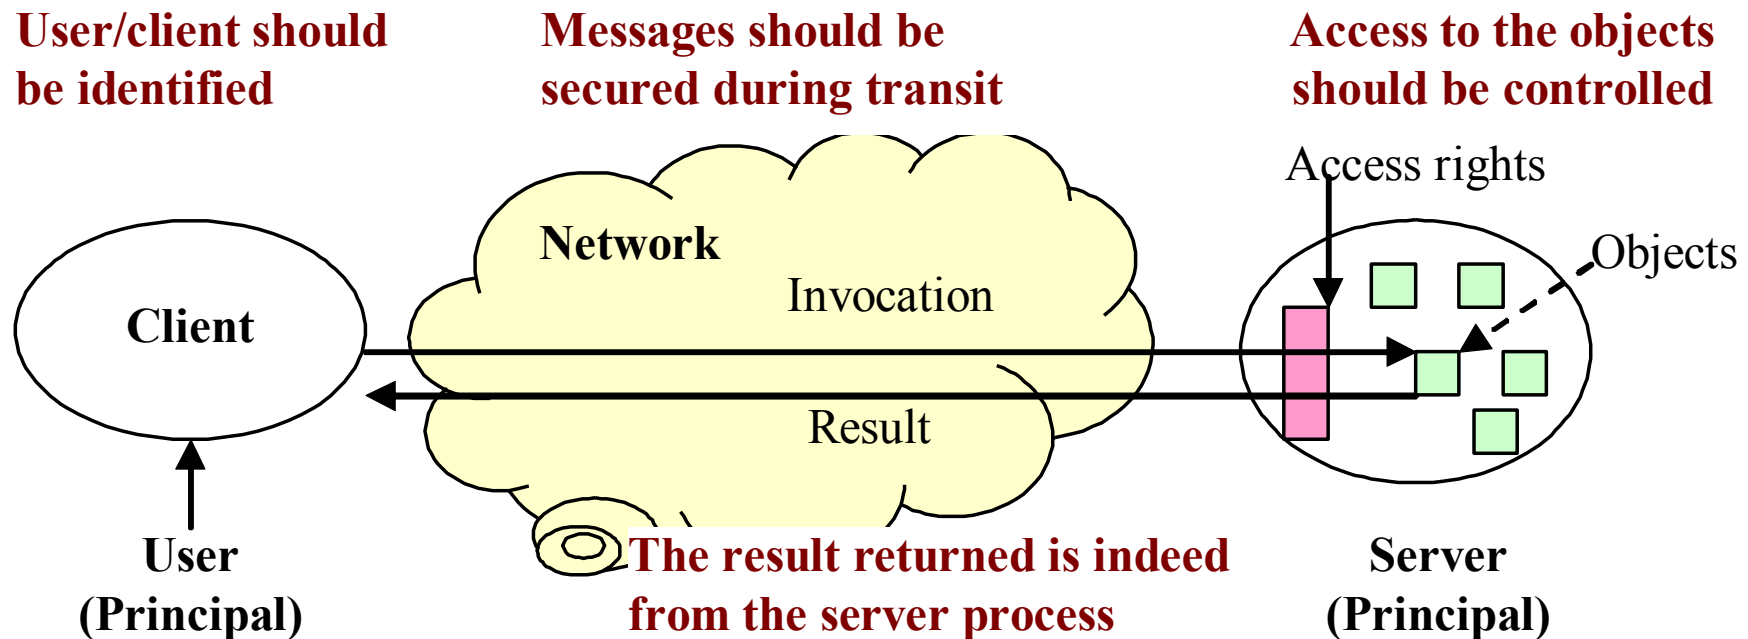 User/client should
be identified
Messages should be
secured during transit
Access to the objects
should be controlled
Access rights
Network
Objects
Invocation
Client
Result
User
(Principal)
The result returned is indeed
from the server process
Server
(Principal)